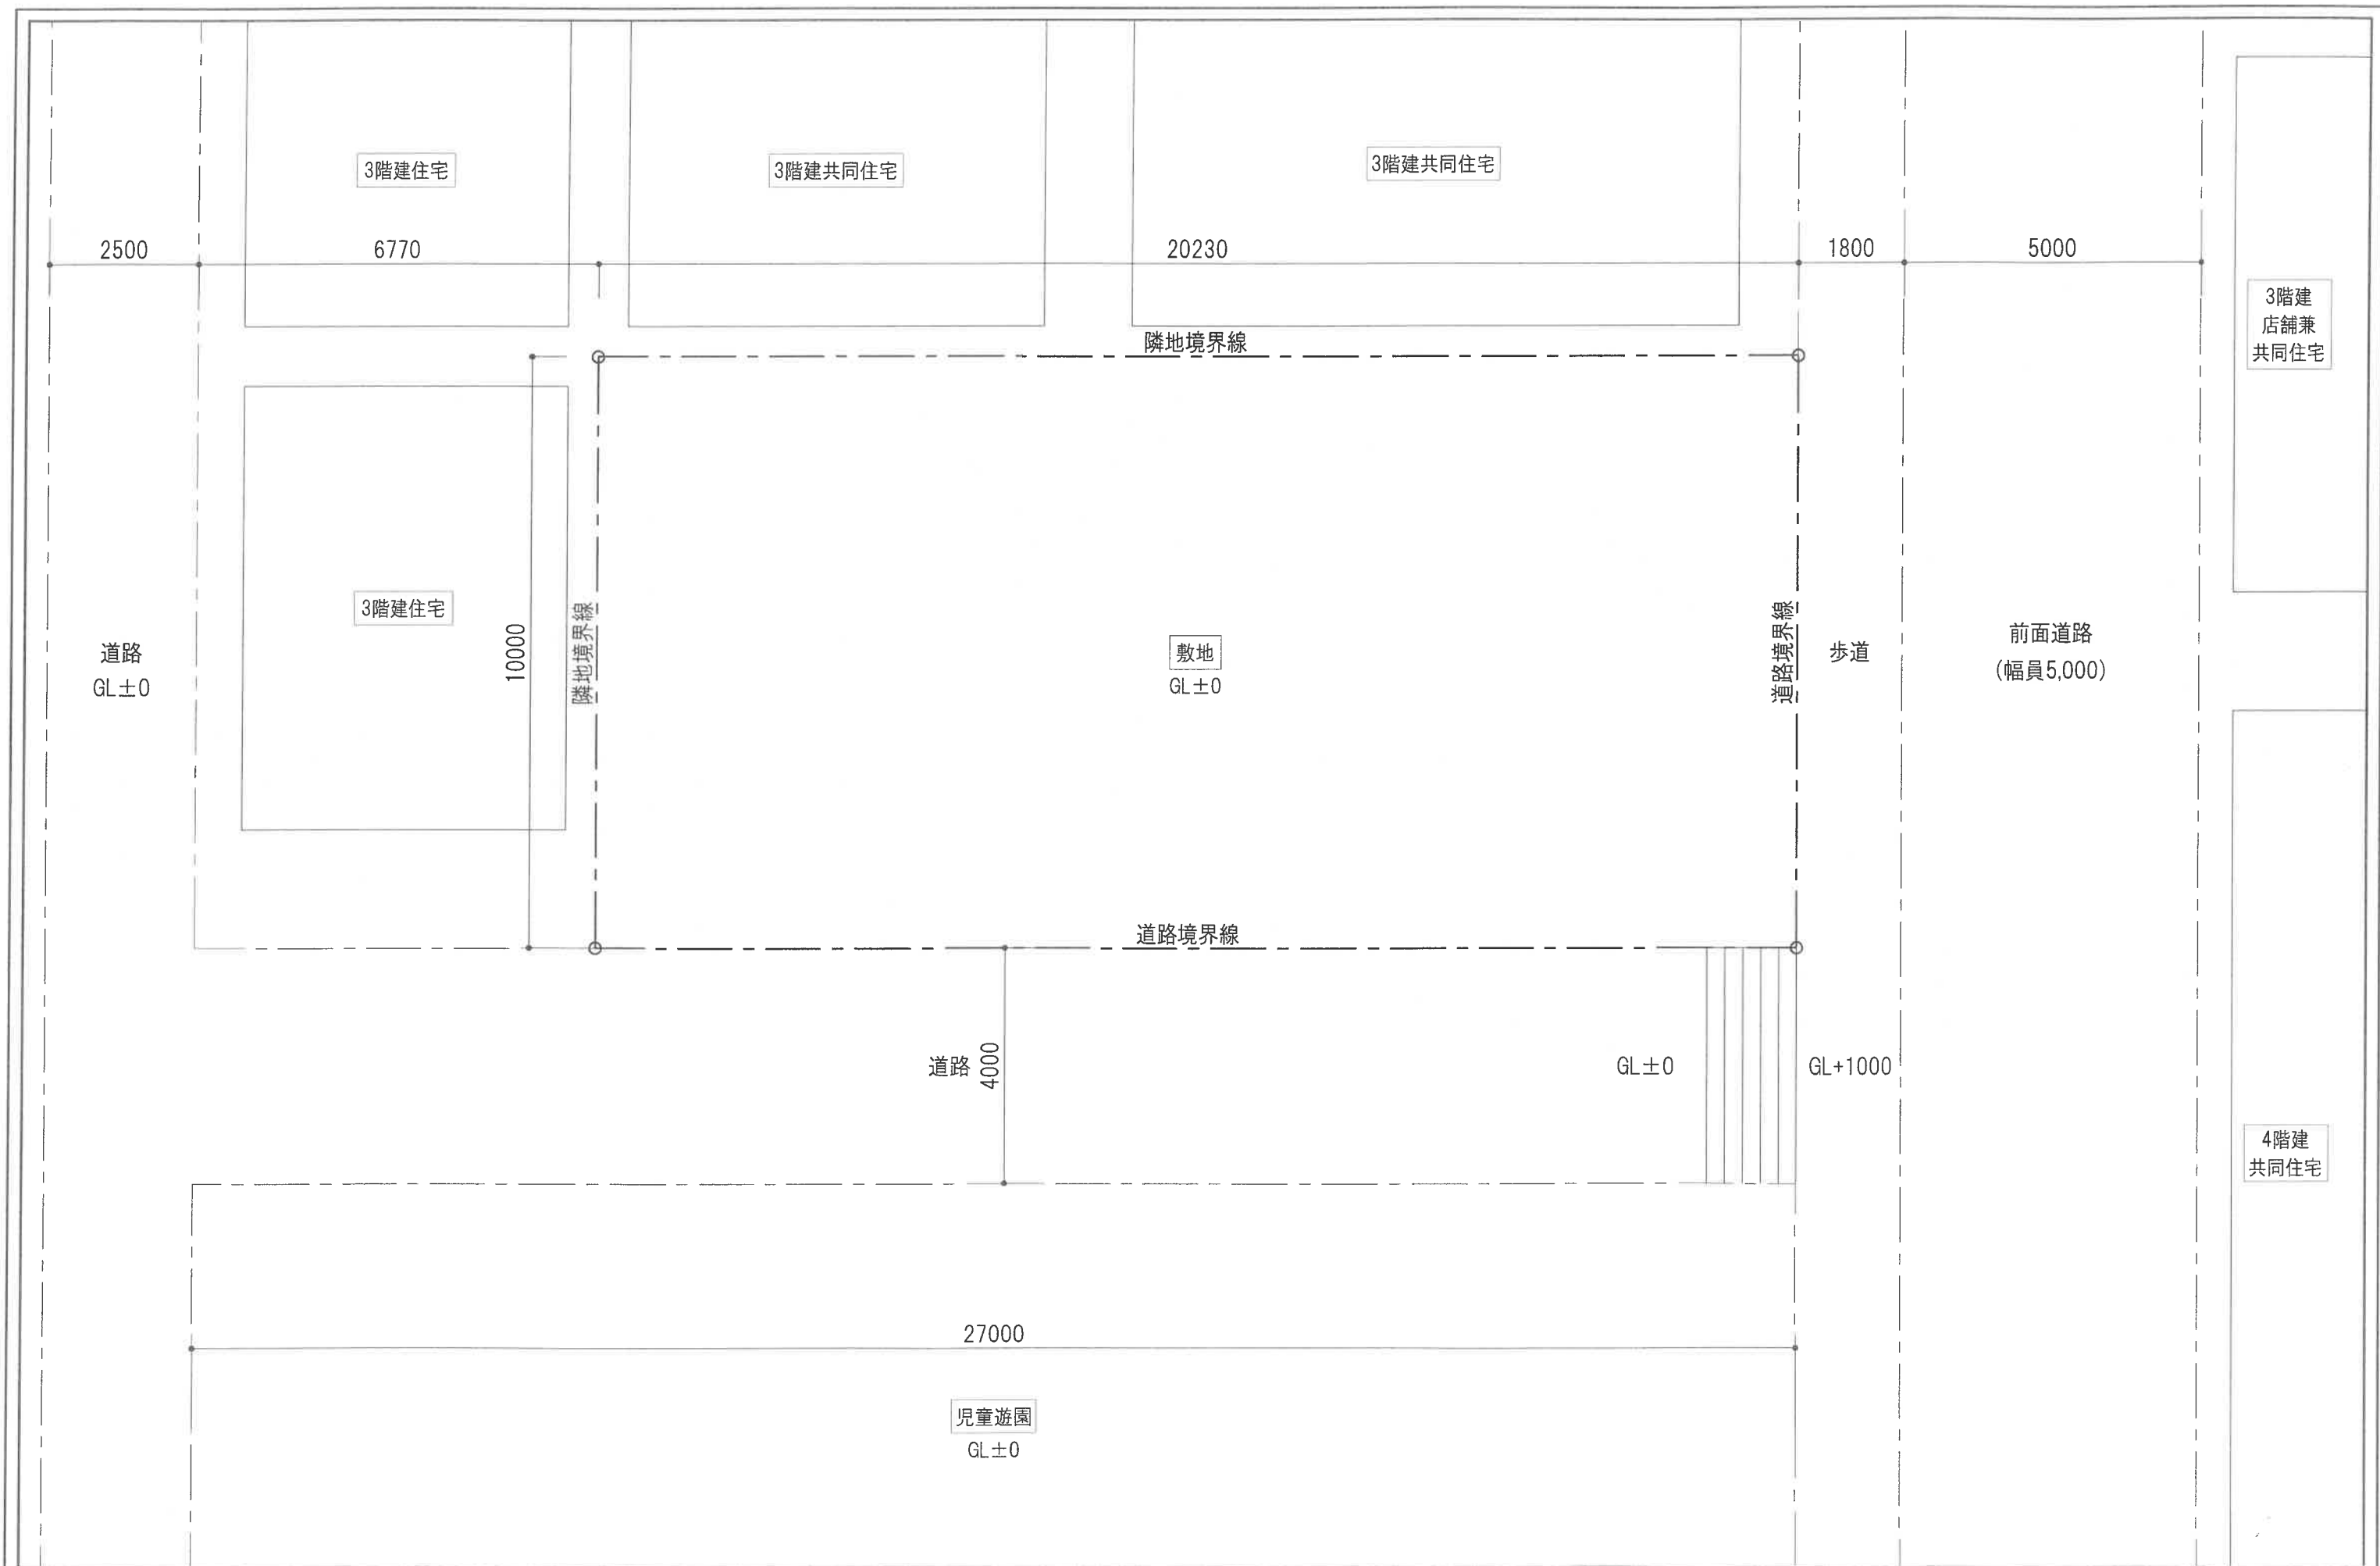 3階建住宅
3階建共同住宅
3階建共同住宅
2500
6770
20230
1800
5000
3階建
店舗兼
共同住宅
隣地境界線
10000
隣地境界線
3階建住宅
道路
GL±0
敷地
GL±0
道路境界線
歩道
前面道路
(幅員5,000)
道路境界線
道路
4000
GL±0
GL+1000
4階建
共同住宅
27000
児童遊園
GL±0